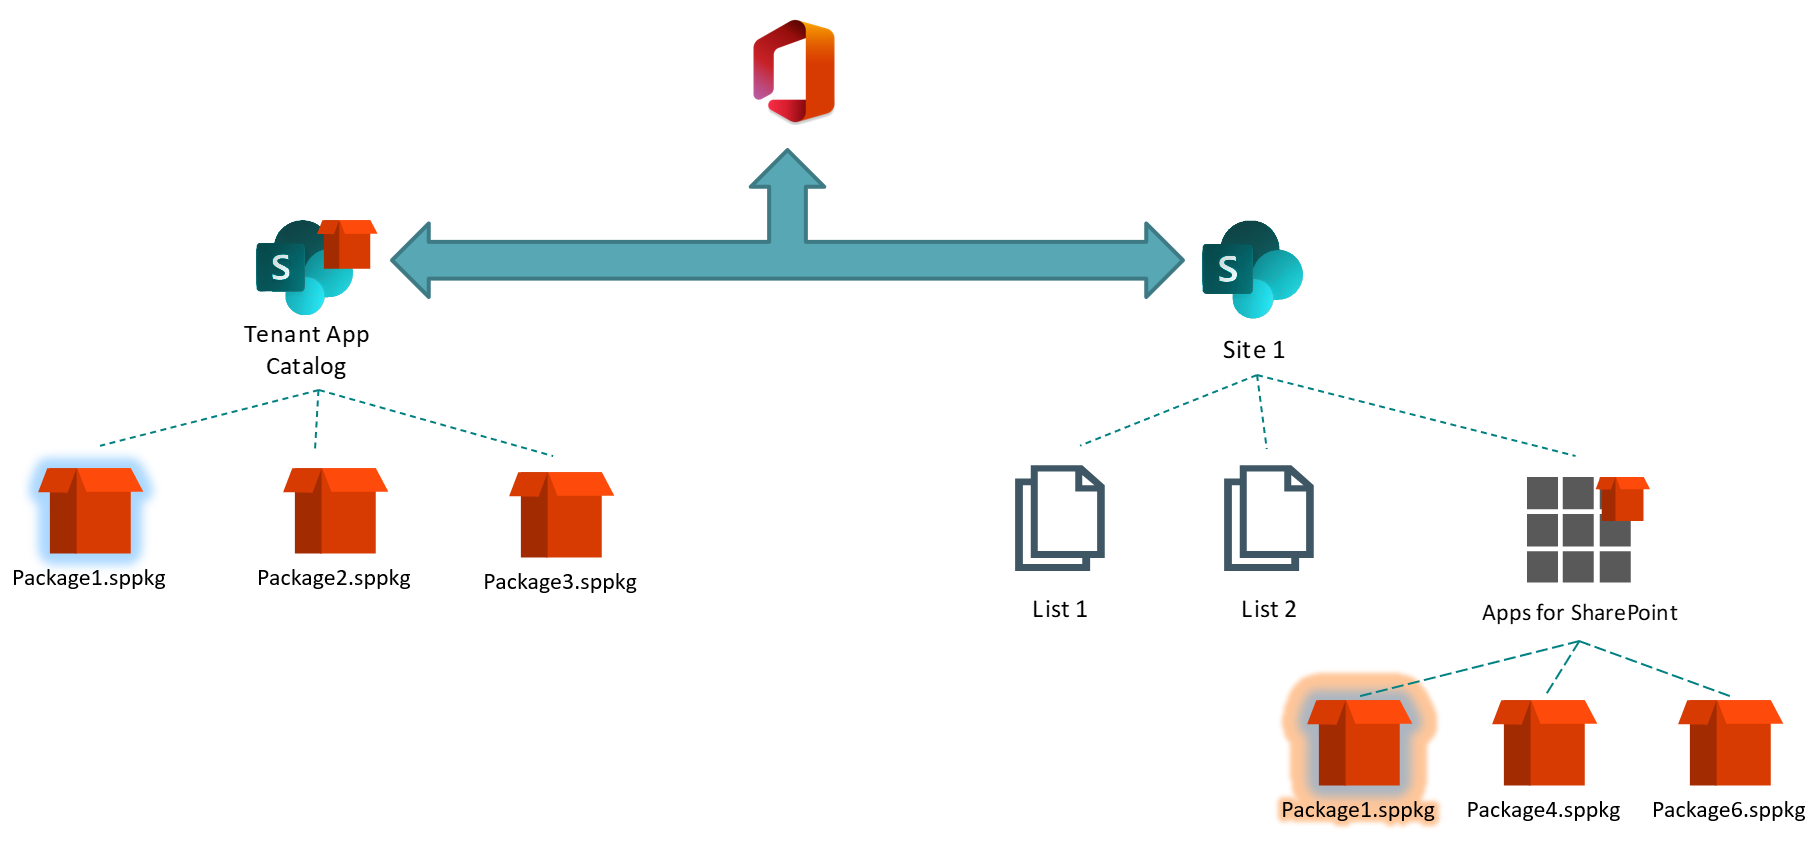 S
S
Tenant App
Catalog
Site 1
Package1.sppkg
Package2.sppkg
Package3.sppkg
List 1
List 2
Apps for SharePoint
Package1.sppkg
Package4.sppkg
Package6.sppkg